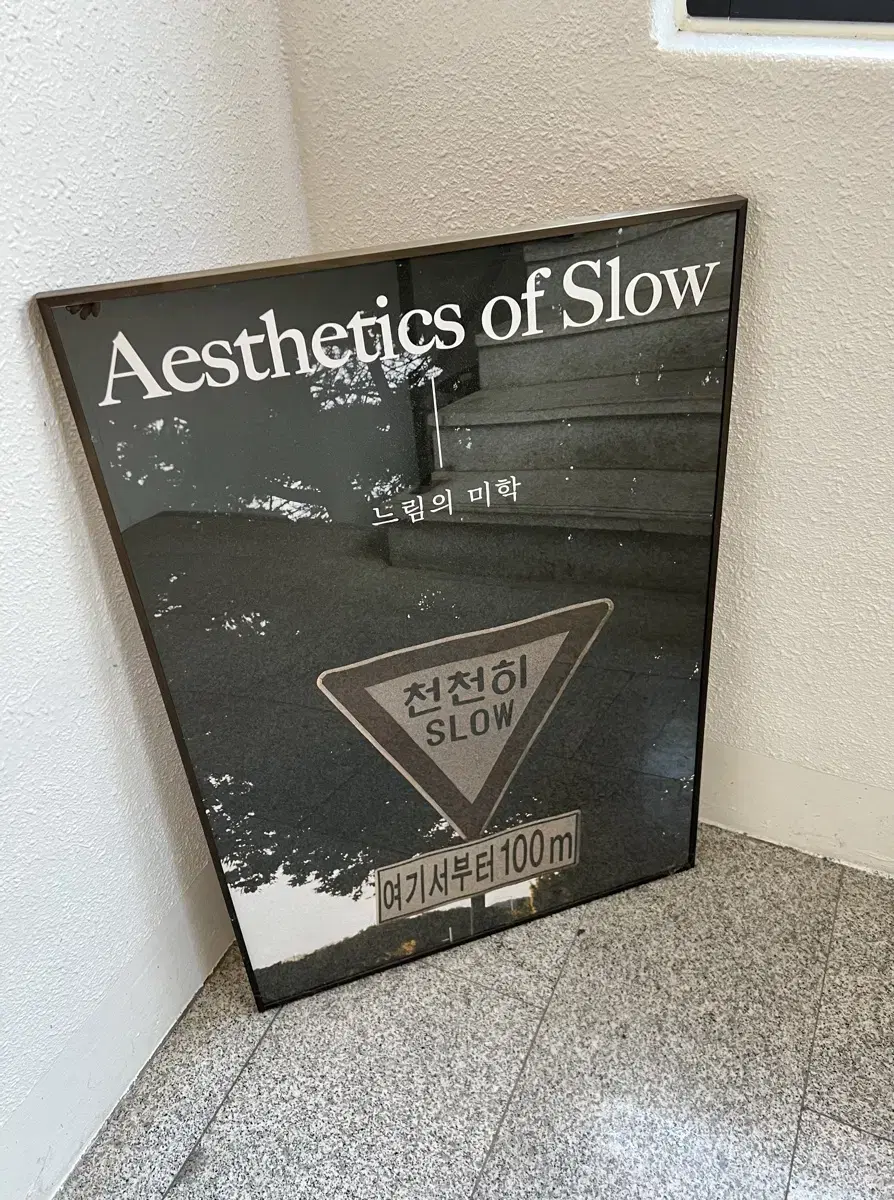 Aesthetics of Slow
느림의 미학
천천히
SLOW
여기서부터 100m